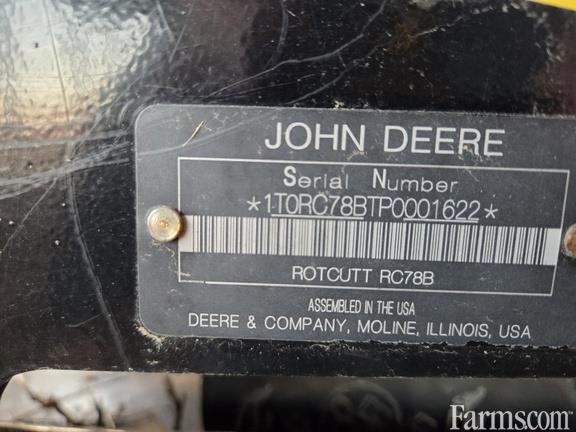 JOHN DEERE
Serial Number
*1T0RC78BTP0001622*
ROTCUTT RC78B
ASSEMBLED IN THE USA
DEERE & COMPANY, MOLINE, ILLINOIS, USA
Farms.com